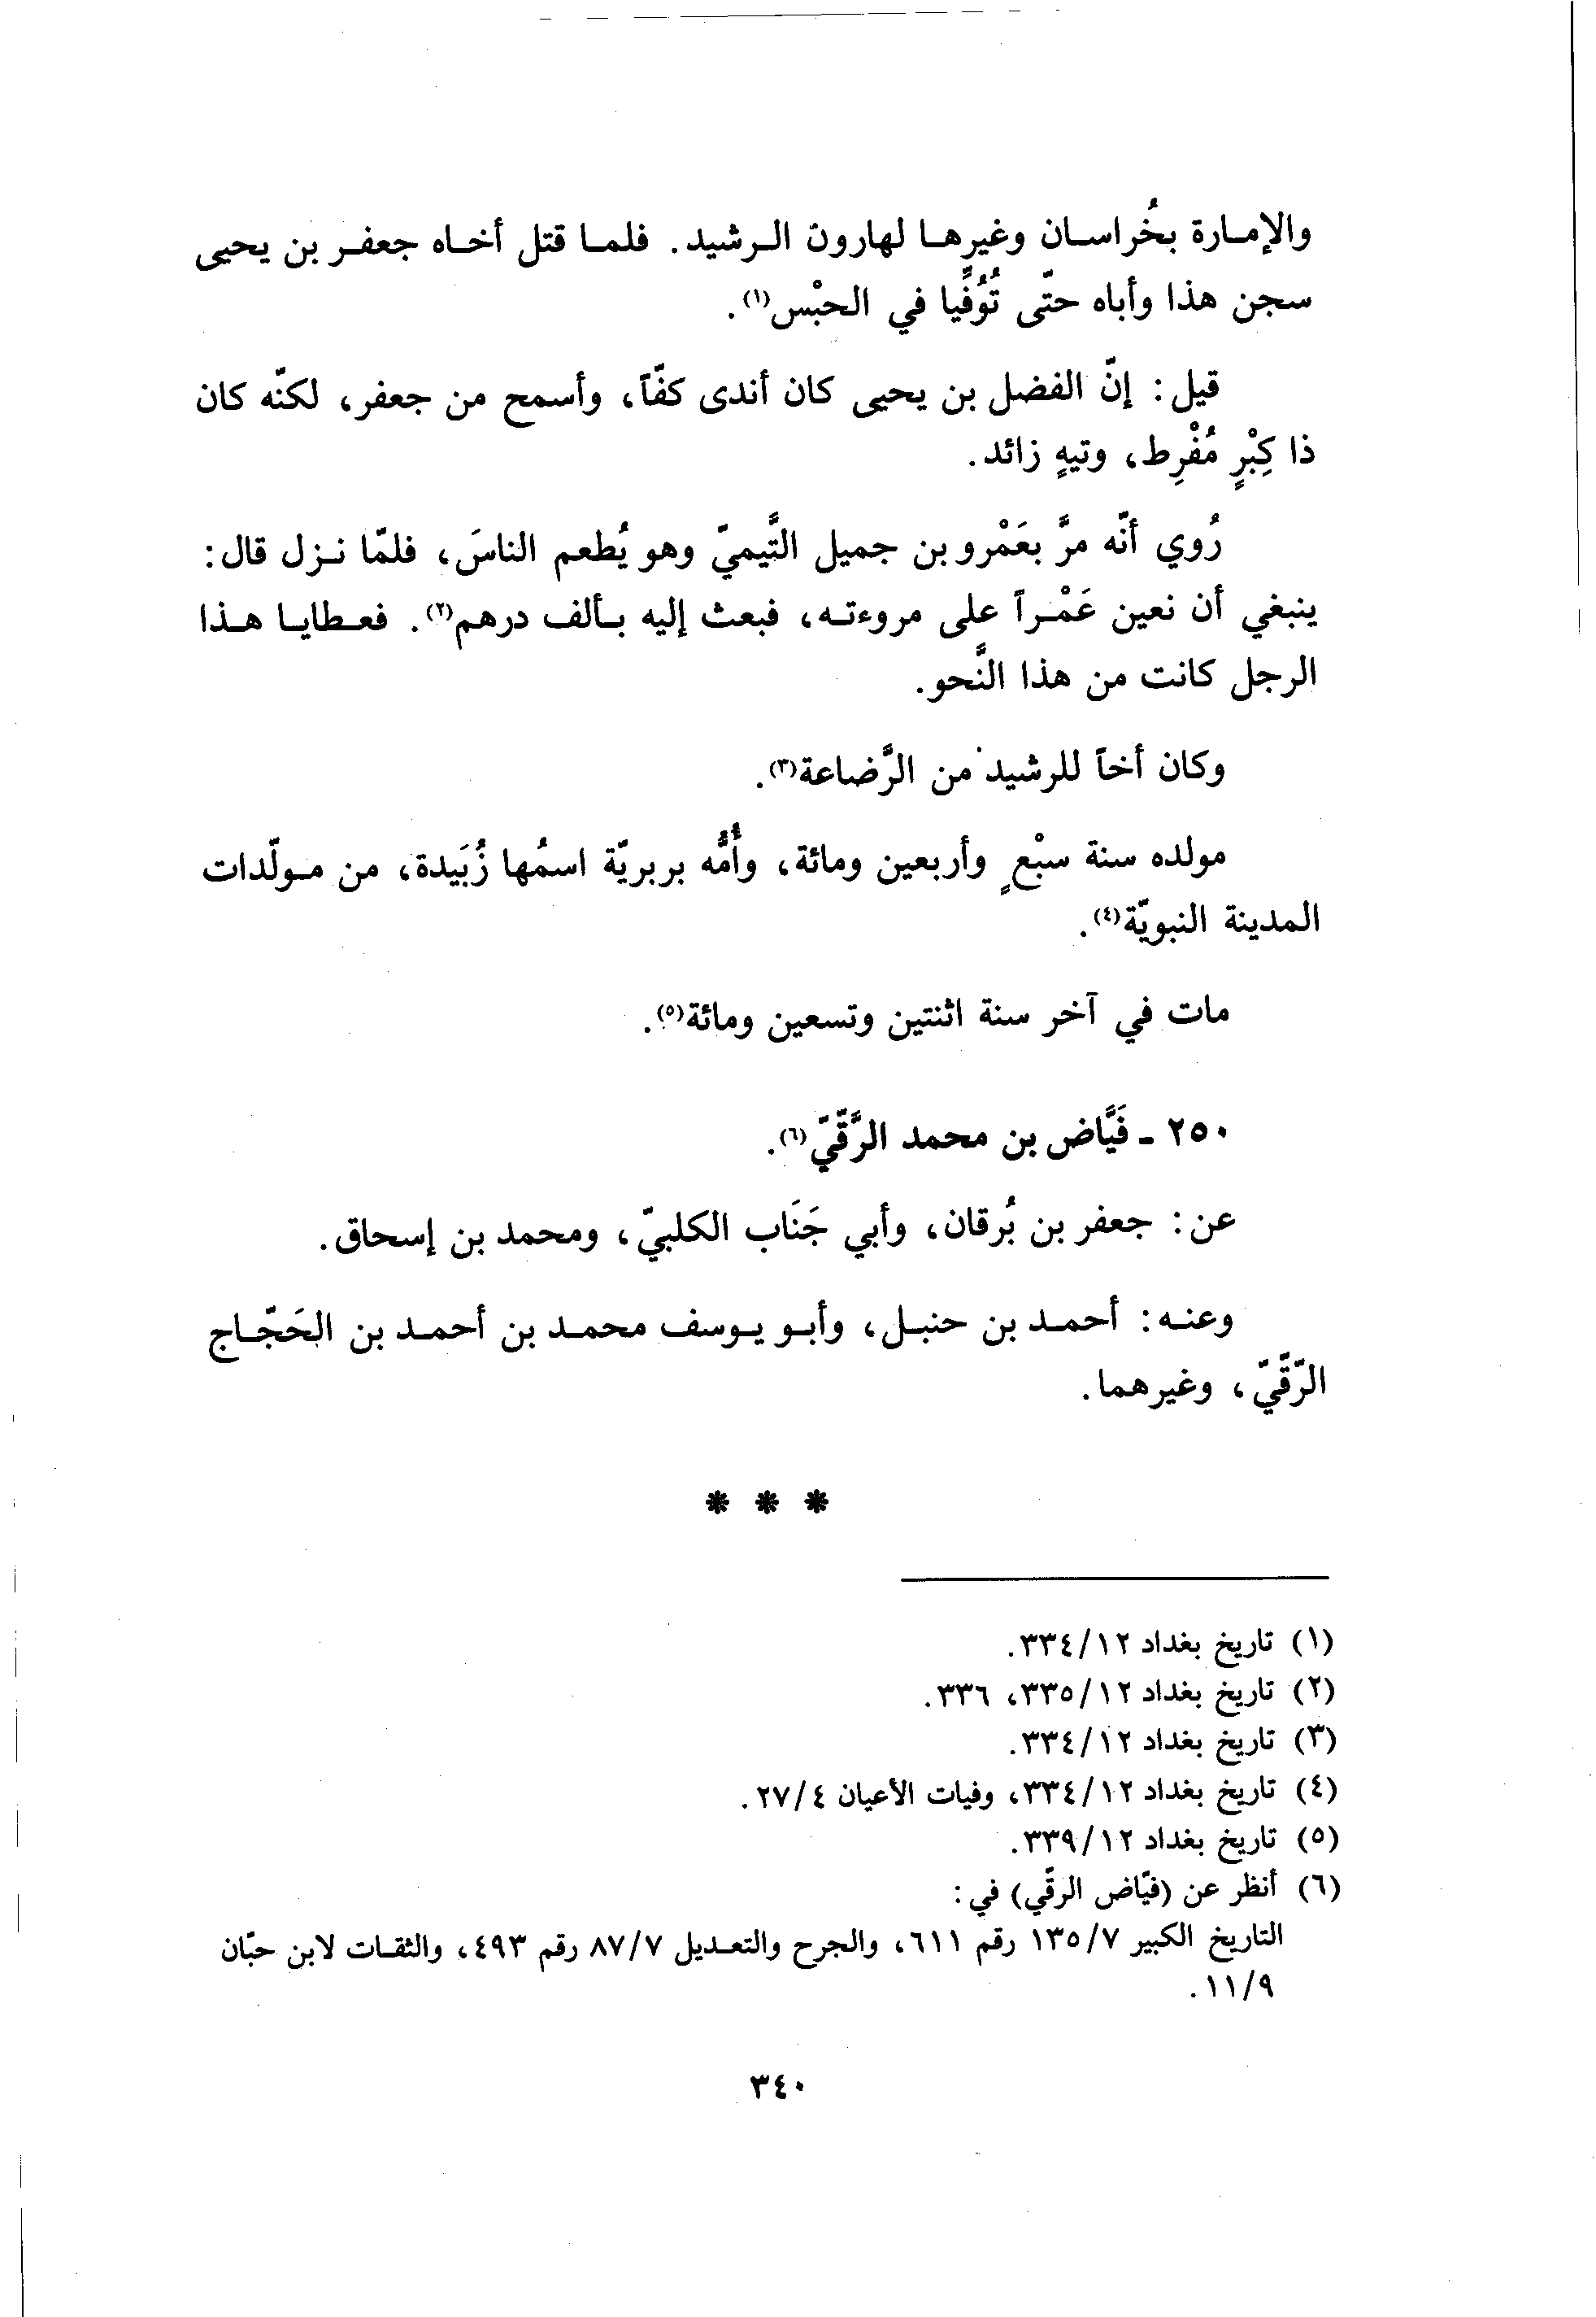 والإمارة بخُراسان وغيرها لهارون الرشيد. فلما قتل أخاه جعفر بن يحيى
سجن هذا وأباه حتّى تُوُفِّيا في الحبْس(١).
قيل: إنّ الفضل بن يحيى كان أندى كفّاً، وأسمح من جعفر، لكنّه كان
ذا كِبْرٍ مُفْرِط، وتيهٍ زائد.
رُوي أنّه مرَّ بعَمْرو بن جميل التَّيميّ وهو يُطعم الناسَ، فلمّا نزل قال:
ينبغي أن نعين عَمْراً على مروءته، فبعث إليه بألف درهم(٢). فعطايا هذا
الرجل كانت من هذا النَّحو.
وكان أخاً للرشيد من الرَّضاعة(٣).
مولده سنة سبْعٍ وأربعين ومائة، وأُمُّه بربريّة اسمُها زُبَيدة، من مولّدات
المدينة النبويّة(٤).
مات في آخر سنة اثنتين وتسعين ومائة(٥).
٢٥٠ - فَيَّاض بن محمد الرَّقّيّ(٦).
عن: جعفر بن بُرقان، وأبي جَنَاب الكلبيّ، ومحمد بن إسحاق.
وعنه: أحمد بن حنبل، وأبو يوسف محمد بن أحمد بن الحَجّاج
الرّقّيّ، وغيرهما.
* * *
(١) تاريخ بغداد ٣٣٤/١٢.
(٢) تاريخ بغداد ٣٣٥/١٢، ٣٣٦.
(٣) تاريخ بغداد ٣٣٤/١٢.
(٤) تاريخ بغداد ٣٣٤/١٢، وفيات الأعيان ٢٧/٤.
(٥) تاريخ بغداد ٣٣٩/١٢.
(٦) أنظر عن (فيّاض الرقّي) في:
التاريخ الكبير ١٣٥/٧ رقم ٦١١، والجرح والتعديل ٨٧/٧ رقم ٤٩٣، والثقات لابن حبّان
١١/٩.
٣٤٠